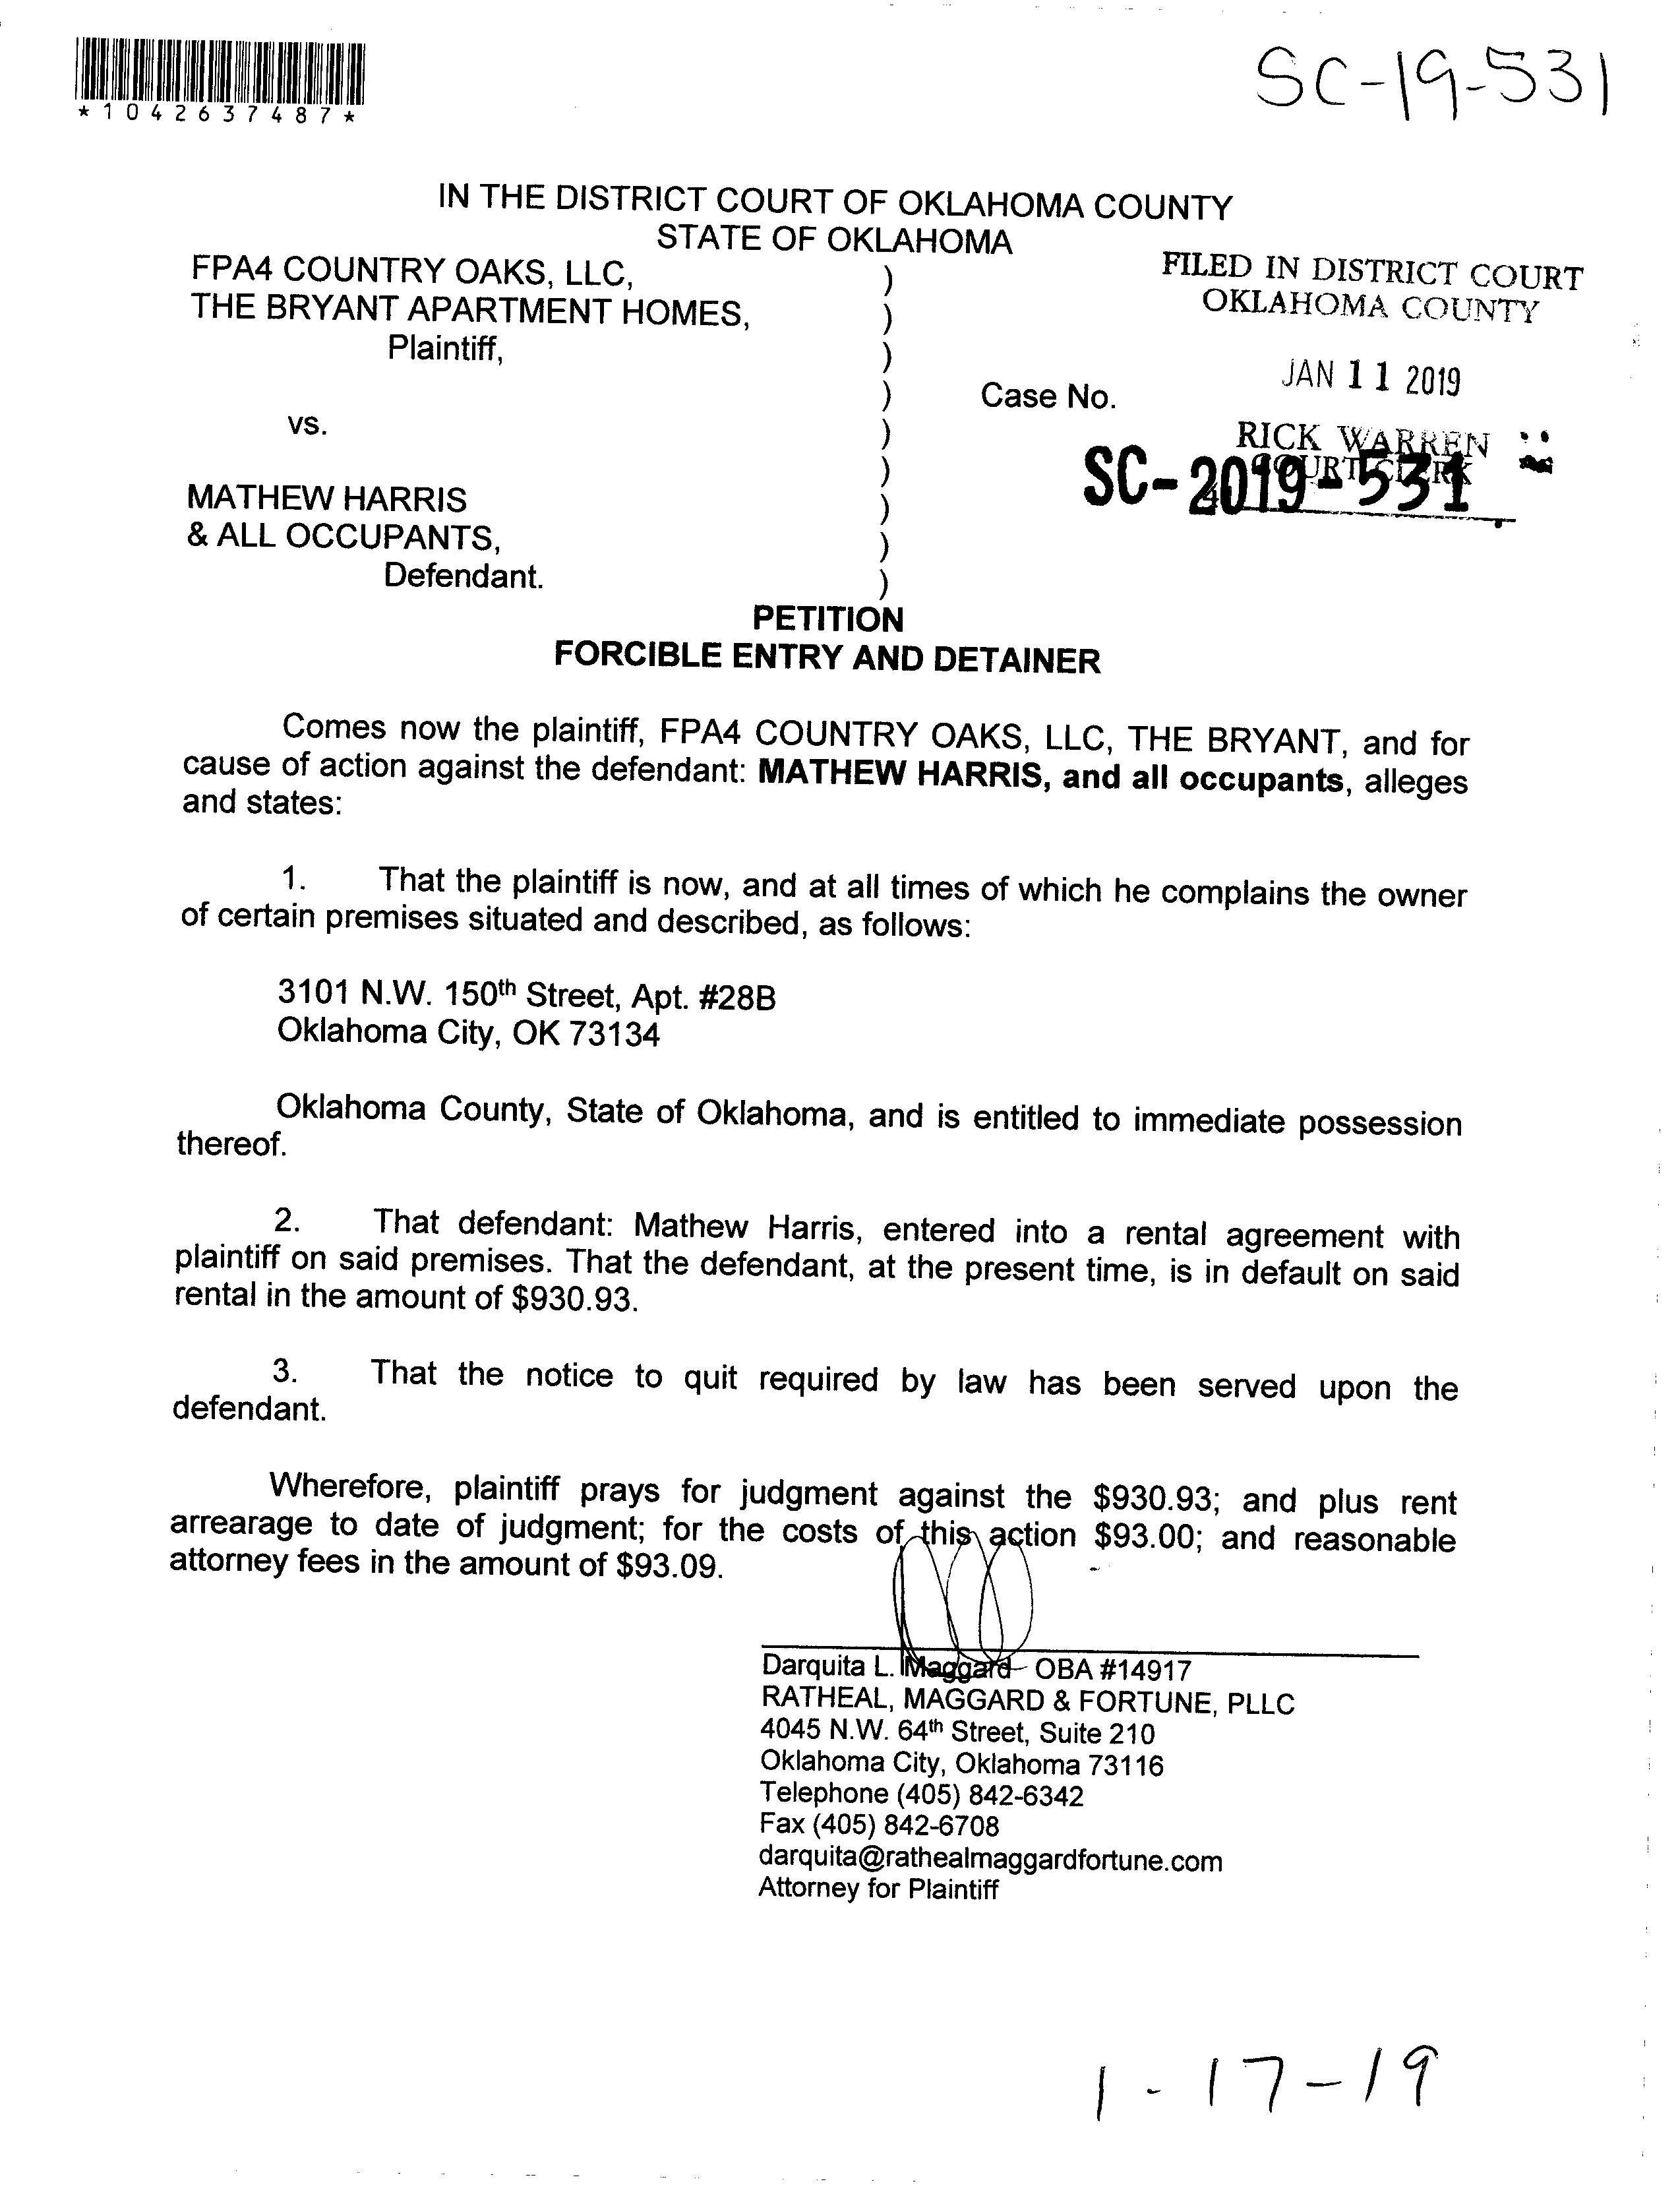 SC-19-531
*1042637487*
IN THE DISTRICT COURT OF OKLAHOMA COUNTY
STATE OF OKLAHOMA
FPA4 COUNTRY OAKS, LLC, )
THE BRYANT APARTMENT HOMES, )
Plaintiff, )
)
vs. )
)
MATHEW HARRIS )
& ALL OCCUPANTS, )
Defendant. )
FILED IN DISTRICT COURT
OKLAHOMA COUNTY
JAN 11 2019
Case No.
RICK WARREN
COURT CLERK
SC-2019-531
PETITION
FORCIBLE ENTRY AND DETAINER
Comes now the plaintiff, FPA4 COUNTRY OAKS, LLC, THE BRYANT, and for
cause of action against the defendant: MATHEW HARRIS, and all occupants, alleges
and states:
1. That the plaintiff is now, and at all times of which he complains the owner
of certain premises situated and described, as follows:
3101 N.W. 150th Street, Apt. #28B
Oklahoma City, OK 73134
Oklahoma County, State of Oklahoma, and is entitled to immediate possession
thereof.
2. That defendant: Mathew Harris, entered into a rental agreement with
plaintiff on said premises. That the defendant, at the present time, is in default on said
rental in the amount of $930.93.
3. That the notice to quit required by law has been served upon the
defendant.
Wherefore, plaintiff prays for judgment against the $930.93; and plus rent
arrearage to date of judgment; for the costs of this action $93.00; and reasonable
attorney fees in the amount of $93.09.
Darquita L. Maggard OBA #14917
RATHEAL, MAGGARD & FORTUNE, PLLC
4045 N.W. 64th Street, Suite 210
Oklahoma City, Oklahoma 73116
Telephone (405) 842-6342
Fax (405) 842-6708
darquita@rathealmaggardfortune.com
Attorney for Plaintiff
1-17-19